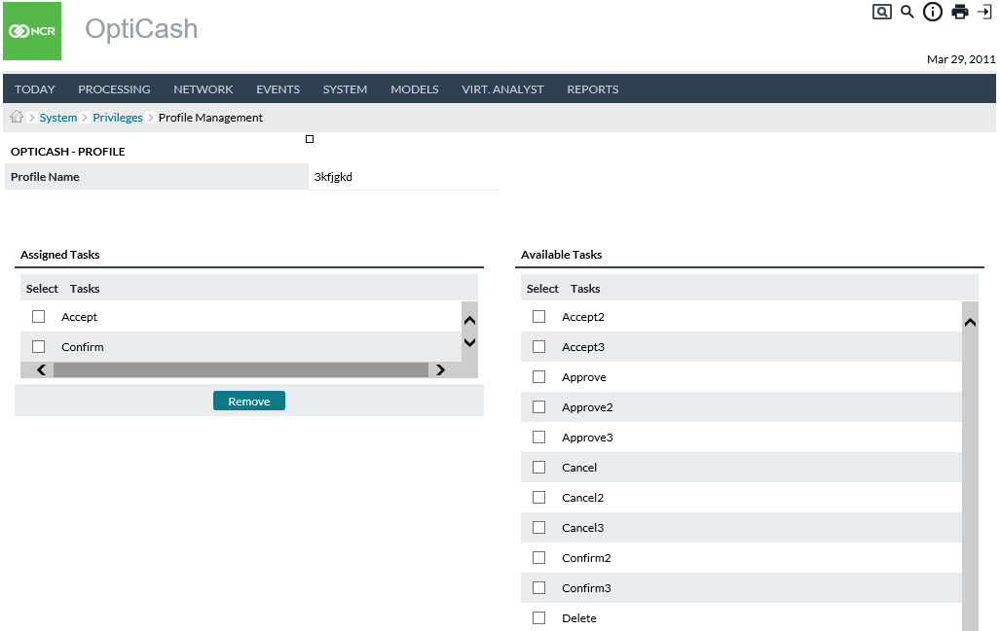 NCR
OptiCash
Mar 29, 2011
TODAY PROCESSING NETWORK EVENTS SYSTEM MODELS VIRT. ANALYST REPORTS
> System > Privileges > Profile Management
OPTICASH - PROFILE
Profile Name 3kfjgkd
Assigned Tasks
Select Tasks
Accept
Confirm
Remove
Available Tasks
Select Tasks
Accept2
Accept3
Approve
Approve2
Approve3
Cancel
Cancel2
Cancel3
Confirm2
Confirm3
Delete